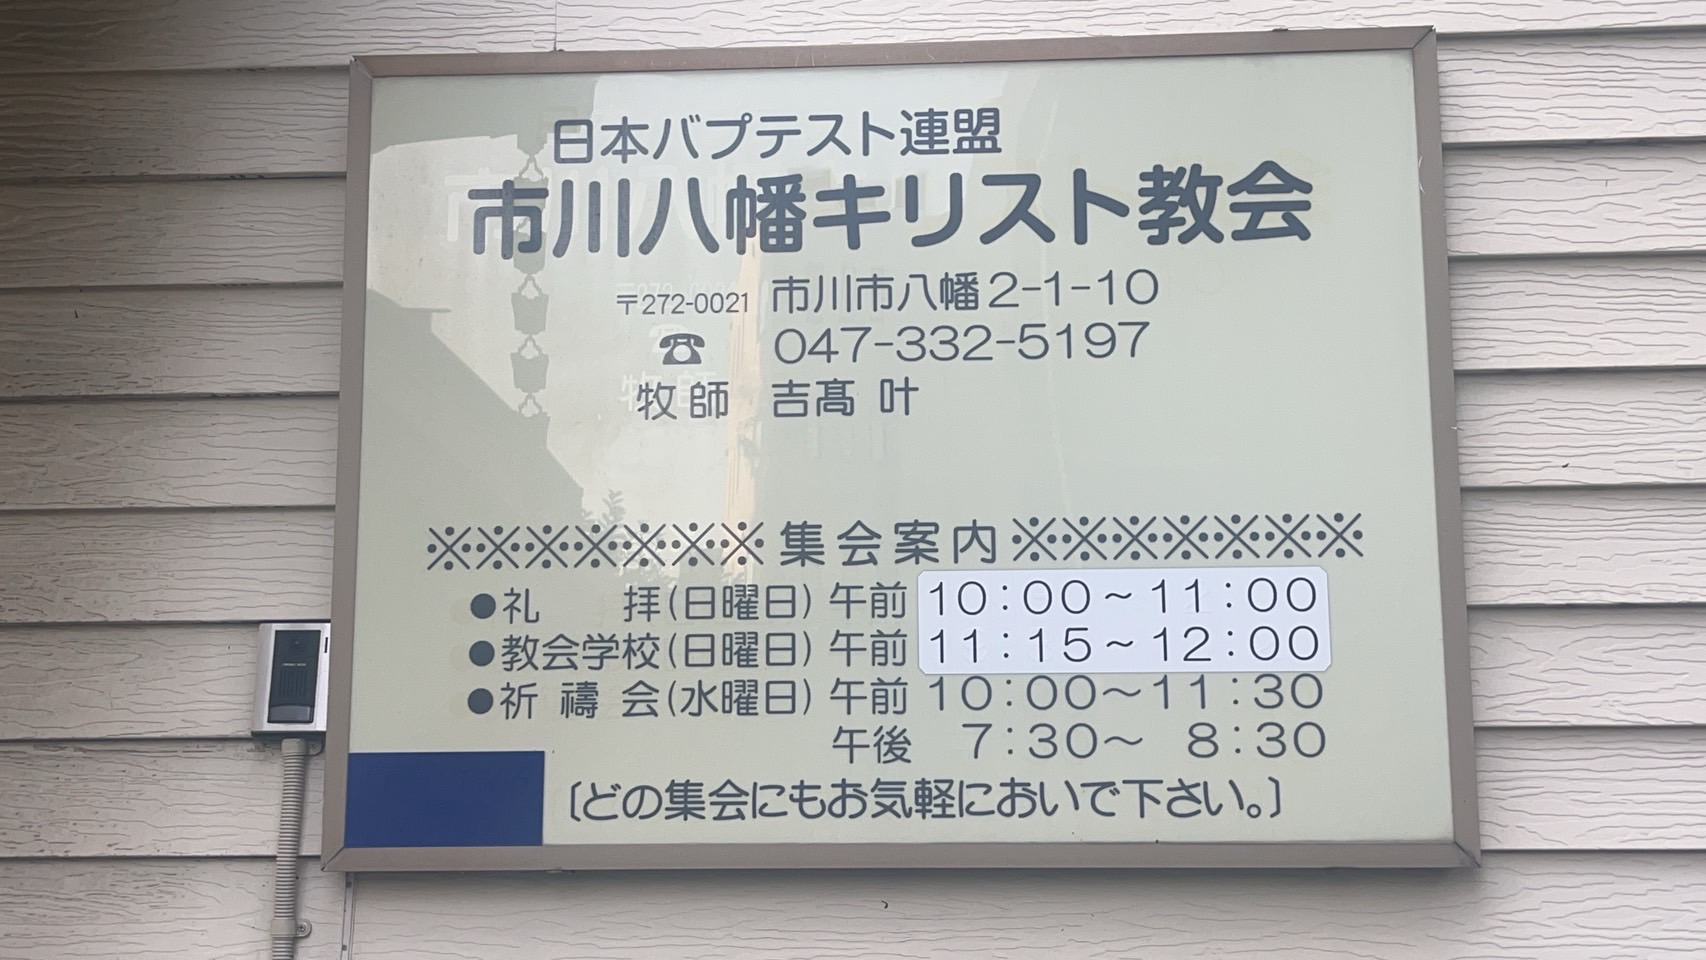 日本バプテスト連盟
市川八幡キリスト教会
〒272-0021 市川市八幡2-1-10
☎ 047-332-5197
牧師 吉髙 叶
※※※※※※※集会案内※※※※※※※
●礼　拝(日曜日) 午前 10:00~11:00
●教会学校(日曜日) 午前 11:15~12:00
●祈禱会(水曜日) 午前 10:00～11:30
午後 7:30～ 8:30
〔どの集会にもお気軽においで下さい。〕